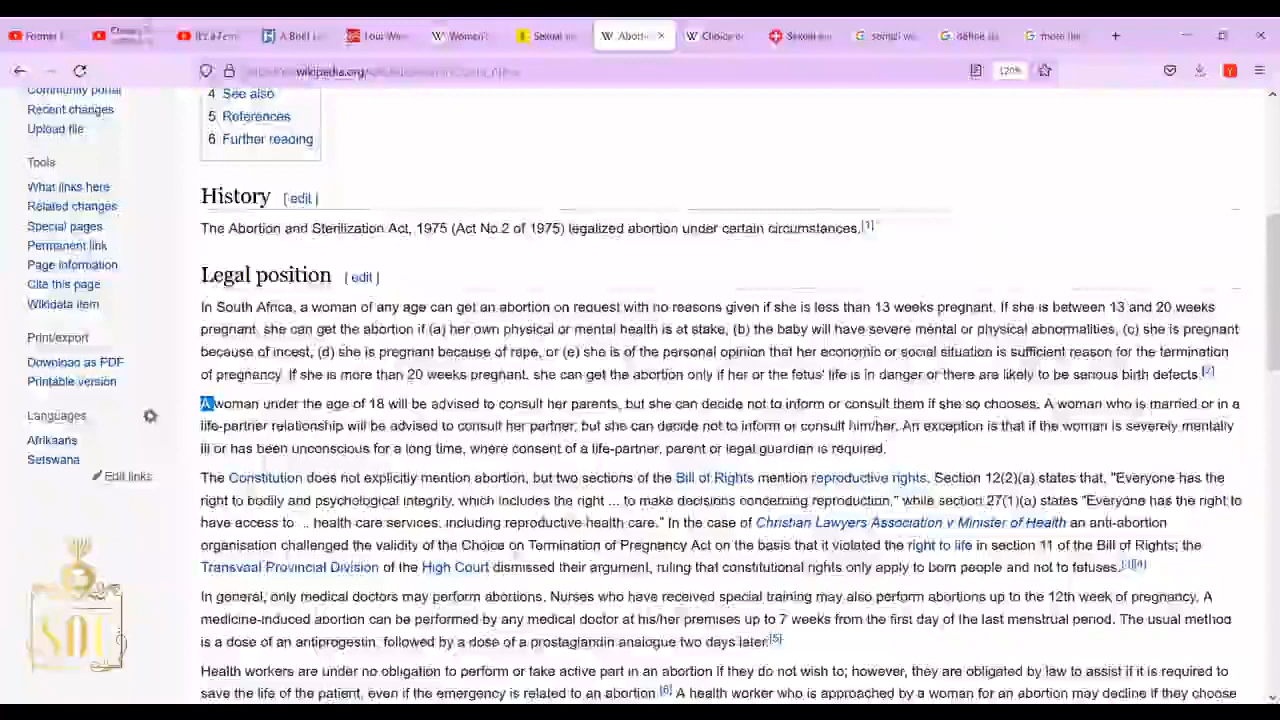 Former
It's a Fem
A Brief L
Tour W
Women'
Sexual
W Aborti
W Choice o
Sexual
somizi w
define
more
wikipedia.org
120%
Community portal
Recent changes
Upload file
Tools
What links here
Related changes
Special pages
Permanent link
Page information
Cite this page
Wikidata item
Print/export
Download as PDF
Printable version
Languages
Afrikaans
Setswana
Edit links
4 See also
5 References
6 Further reading
History [ edit ]
The Abortion and Sterilization Act, 1975 (Act No.2 of 1975) legalized abortion under certain circumstances.[1]
Legal position [ edit ]
In South Africa, a woman of any age can get an abortion on request with no reasons given if she is less than 13 weeks pregnant. If she is between 13 and 20 weeks
pregnant, she can get the abortion if (a) her own physical or mental health is at stake, (b) the baby will have severe mental or physical abnormalities, (c) she is pregnant
because of incest, (d) she is pregnant because of rape, or (e) she is of the personal opinion that her economic or social situation is sufficient reason for the termination
of pregnancy. If she is more than 20 weeks pregnant, she can get the abortion only if her or the fetus' life is in danger or there are likely to be serious birth defects.[2]
A woman under the age of 18 will be advised to consult her parents, but she can decide not to inform or consult them if she so chooses. A woman who is married or in a
life-partner relationship will be advised to consult her partner, but she can decide not to inform or consult him/her. An exception is that if the woman is severely mentally
ill or has been unconscious for a long time, where consent of a life-partner, parent or legal guardian is required.
The Constitution does not explicitly mention abortion, but two sections of the Bill of Rights mention reproductive rights. Section 12(2)(a) states that, "Everyone has the
right to bodily and psychological integrity, which includes the right ... to make decisions concerning reproduction," while section 27(1)(a) states "Everyone has the right to
have access to ... health care services, including reproductive health care." In the case of Christian Lawyers Association v Minister of Health an anti-abortion
organisation challenged the validity of the Choice on Termination of Pregnancy Act on the basis that it violated the right to life in section 11 of the Bill of Rights; the
Transvaal Provincial Division of the High Court dismissed their argument, ruling that constitutional rights only apply to born people and not to fetuses.[3][4]
In general, only medical doctors may perform abortions. Nurses who have received special training may also perform abortions up to the 12th week of pregnancy. A
medicine-induced abortion can be performed by any medical doctor at his/her premises up to 7 weeks from the first day of the last menstrual period. The usual method
is a dose of an antiprogestin, followed by a dose of a prostaglandin analogue two days later.[5]
Health workers are under no obligation to perform or take active part in an abortion if they do not wish to; however, they are obligated by law to assist if it is required to
save the life of the patient, even if the emergency is related to an abortion.[6] A health worker who is approached by a woman for an abortion may decline if they choose